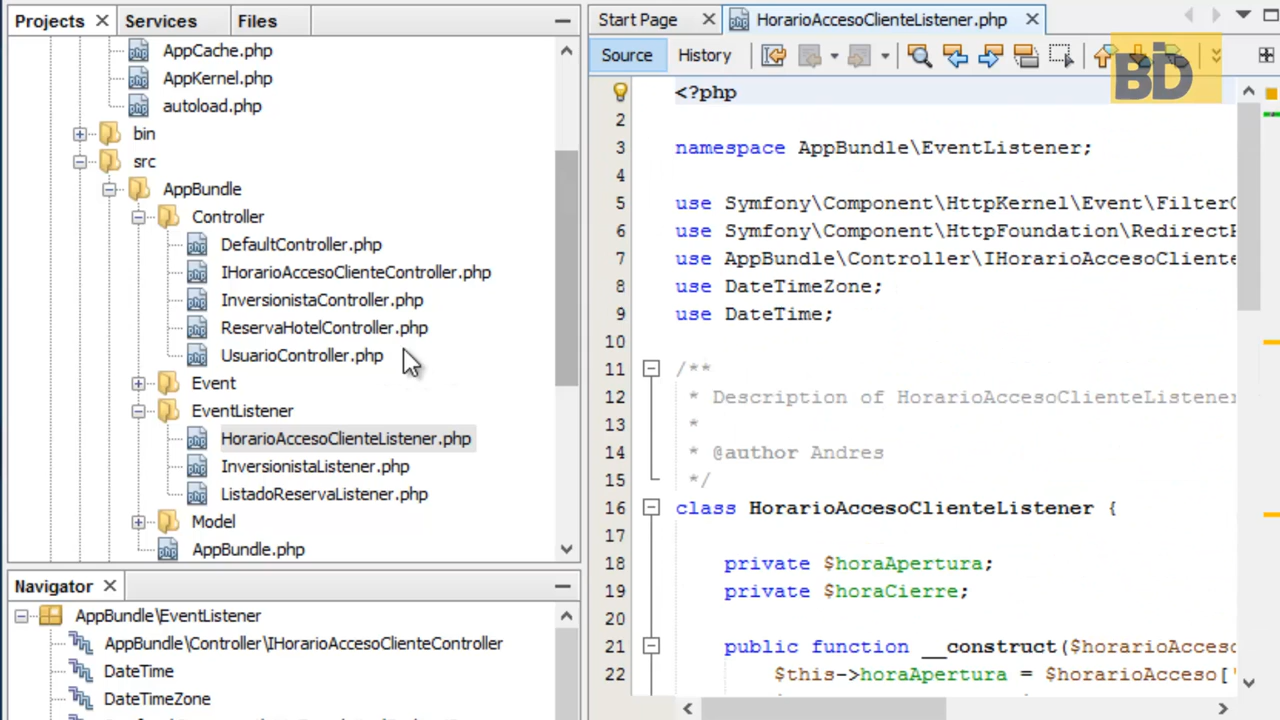 Projects Services Files
AppCache.php
AppKernel.php
autoload.php
bin
src
AppBundle
Controller
DefaultController.php
IHorarioAccesoClienteController.php
InversionistaController.php
ReservaHotelController.php
UsuarioController.php
Event
EventListener
HorarioAccesoClienteListener.php
InversionistaListener.php
ListadoReservaListener.php
Model
AppBundle.php
Navigator
AppBundle\EventListener
AppBundle\Controller\IHorarioAccesoClienteController
DateTime
DateTimeZone
Start Page HorarioAccesoClienteListener.php
Source History
BD
<?php
2
3 namespace AppBundle\EventListener;
4
5 use Symfony\Component\HttpKernel\Event\Filter
6 use Symfony\Component\HttpFoundation\Redirect
7 use AppBundle\Controller\IHorarioAccesoCliente
8 use DateTimeZone;
9 use DateTime;
10
11 /**
12 * Description of HorarioAccesoClienteListener
13 *
14 * @author Andres
15 */
16 class HorarioAccesoClienteListener {
17
18 private $horaApertura;
19 private $horaCierre;
20
21 public function __construct($horarioAcceso
22 $this->horaApertura = $horarioAcceso['